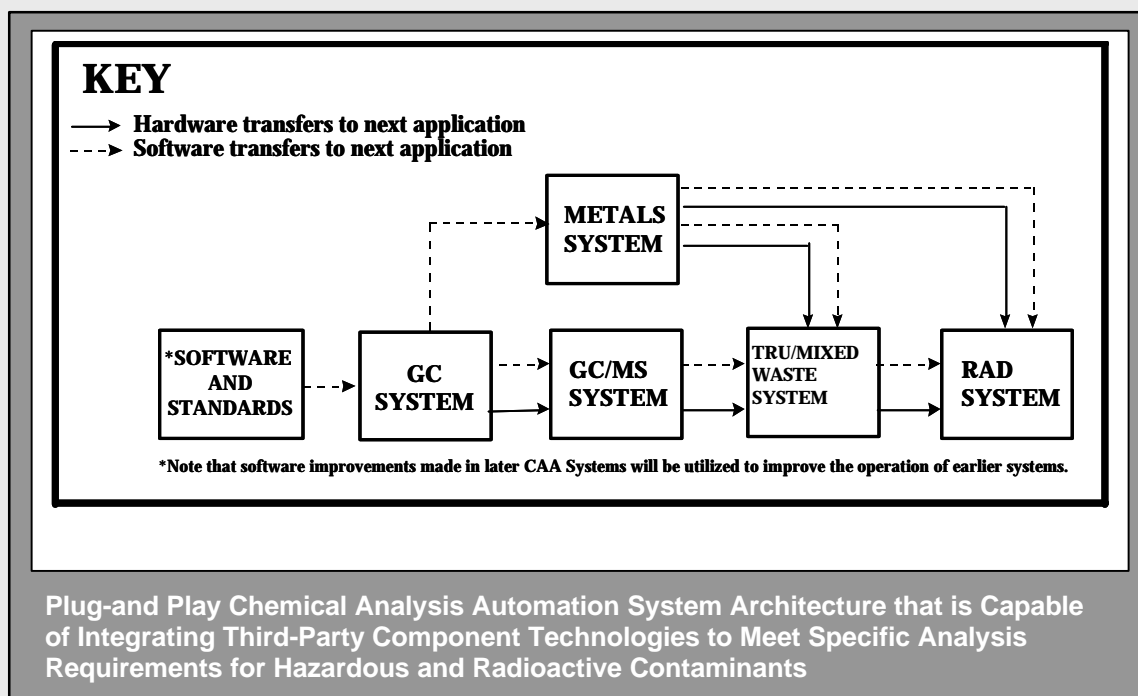 KEY
Hardware transfers to next application
Software transfers to next application
METALS
SYSTEM
*SOFTWARE
AND
STANDARDS
GC
SYSTEM
GC/MS
SYSTEM
TRU/MIXED
WASTE
SYSTEM
RAD
SYSTEM
*Note that software improvements made in later CAA Systems will be utilized to improve the operation of earlier systems.
Plug-and Play Chemical Analysis Automation System Architecture that is Capable
of Integrating Third-Party Component Technologies to Meet Specific Analysis
Requirements for Hazardous and Radioactive Contaminants